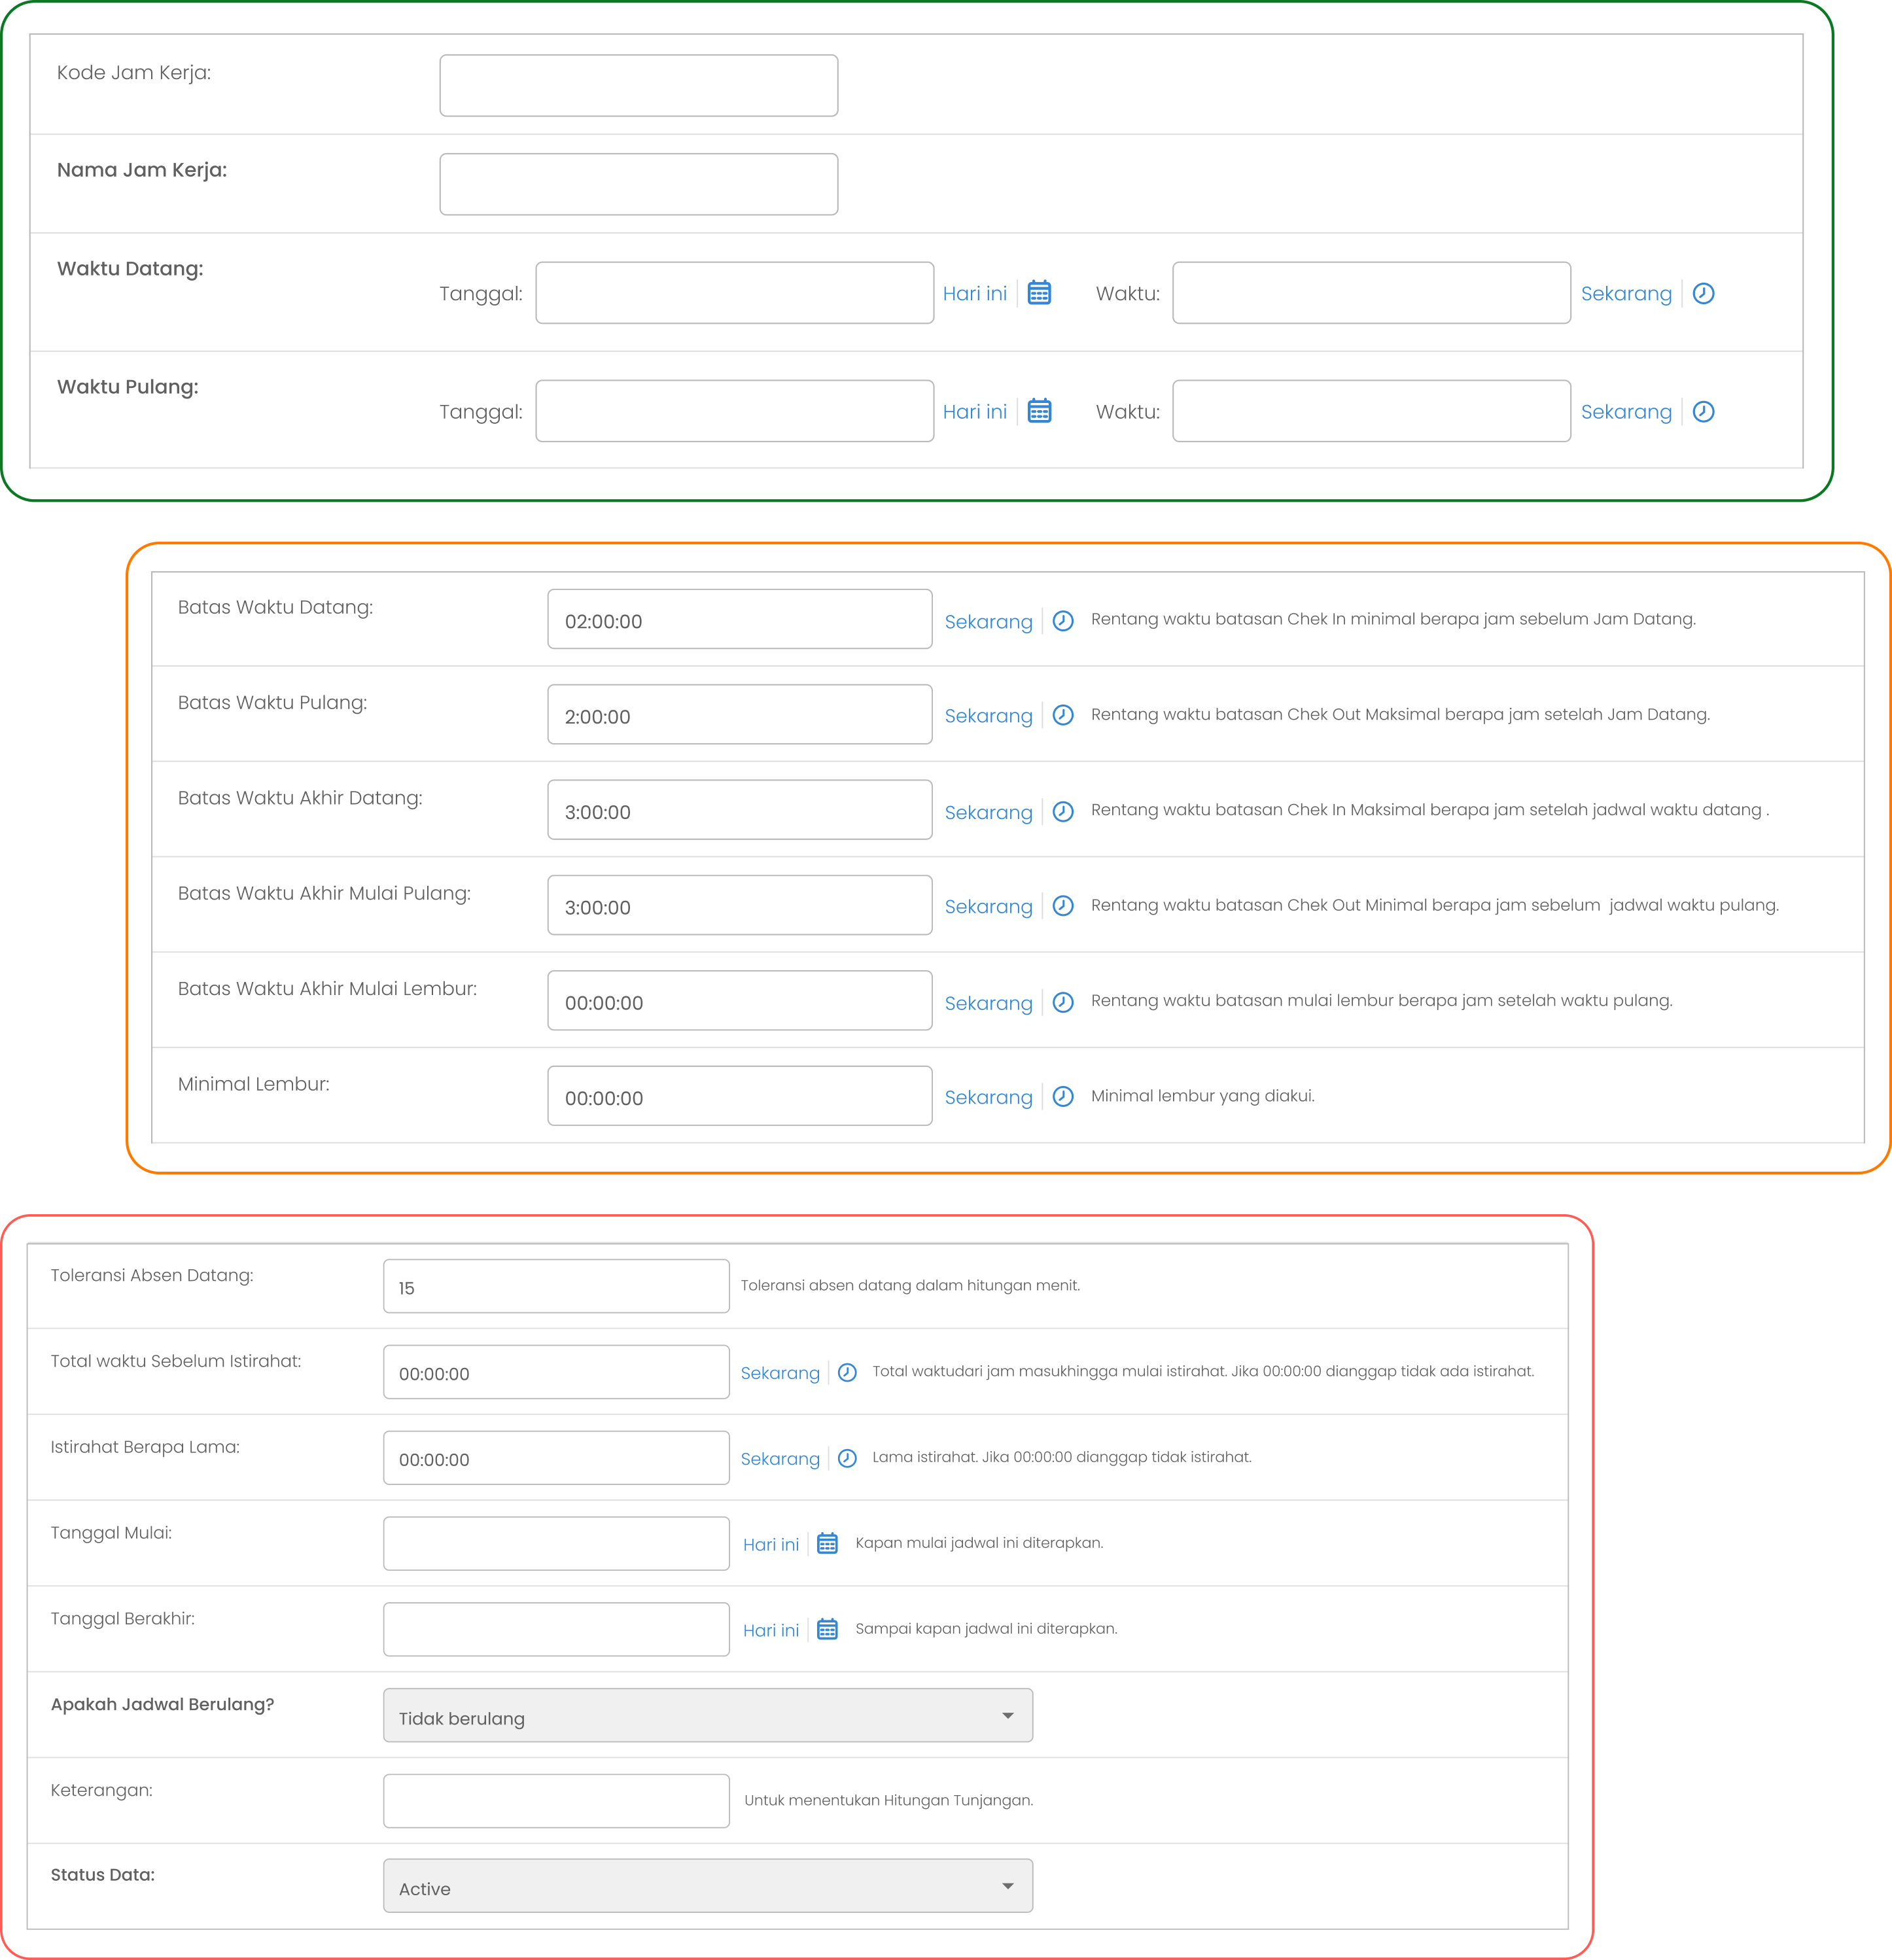 Kode Jam Kerja:
Nama Jam Kerja:
Waktu Datang:
Tanggal: Hari ini Waktu: Sekarang
Waktu Pulang:
Tanggal: Hari ini Waktu: Sekarang
Batas Waktu Datang: 02:00:00 Sekarang Rentang waktu batasan Chek In minimal berapa jam sebelum Jam Datang.
Batas Waktu Pulang: 2:00:00 Sekarang Rentang waktu batasan Chek Out Maksimal berapa jam setelah Jam Datang.
Batas Waktu Akhir Datang: 3:00:00 Sekarang Rentang waktu batasan Chek In Maksimal berapa jam setelah jadwal waktu datang .
Batas Waktu Akhir Mulai Pulang: 3:00:00 Sekarang Rentang waktu batasan Chek Out Minimal berapa jam sebelum  jadwal waktu pulang.
Batas Waktu Akhir Mulai Lembur: 00:00:00 Sekarang Rentang waktu batasan mulai lembur berapa jam setelah waktu pulang.
Minimal Lembur: 00:00:00 Sekarang Minimal lembur yang diakui.
Toleransi Absen Datang: 15 Toleransi absen datang dalam hitungan menit.
Total waktu Sebelum Istirahat: 00:00:00 Sekarang Total waktudari jam masukhingga mulai istirahat. Jika 00:00:00 dianggap tidak ada istirahat.
Istirahat Berapa Lama: 00:00:00 Sekarang Lama istirahat. Jika 00:00:00 dianggap tidak istirahat.
Tanggal Mulai: Hari ini Kapan mulai jadwal ini diterapkan.
Tanggal Berakhir: Hari ini Sampai kapan jadwal ini diterapkan.
Apakah Jadwal Berulang? Tidak berulang
Keterangan: Untuk menentukan Hitungan Tunjangan.
Status Data: Active